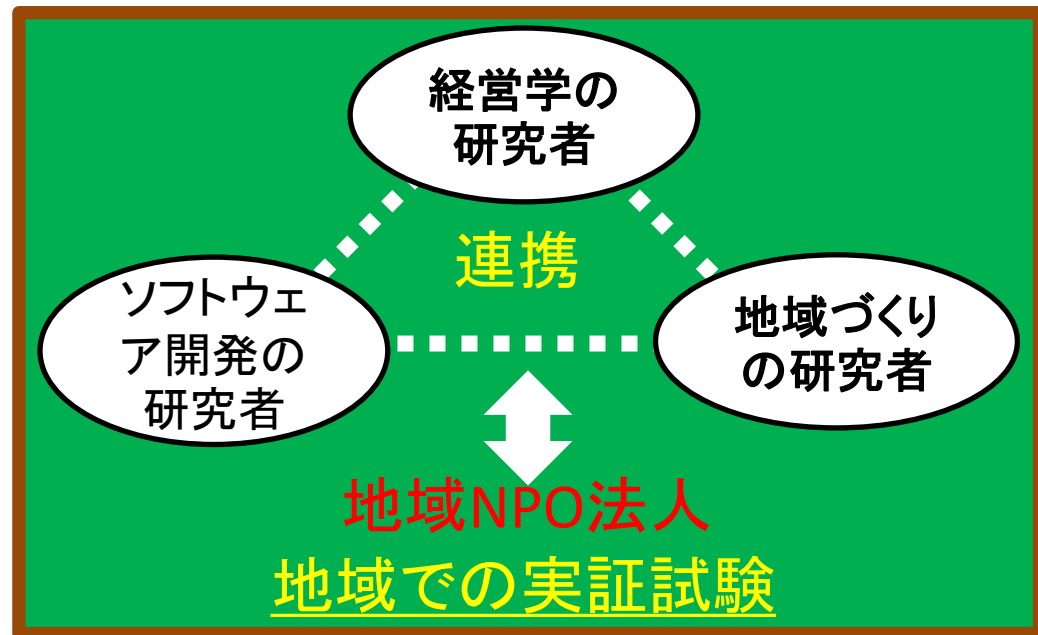 経営学の
研究者
連携
ソフトウェ
ア開発の
研究者
地域づくり
の研究者
地域NPO法人
地域での実証試験